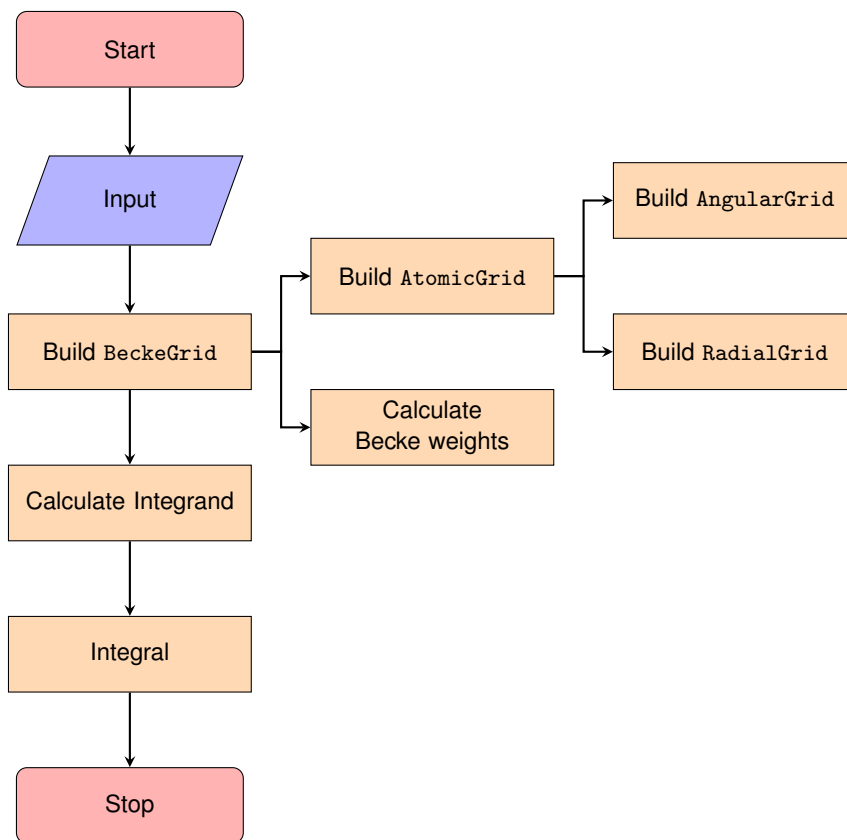 Start
Input
Build AngularGrid
Build AtomicGrid
Build BeckeGrid
Build RadialGrid
Calculate
Becke weights
Calculate Integrand
Integral
Stop